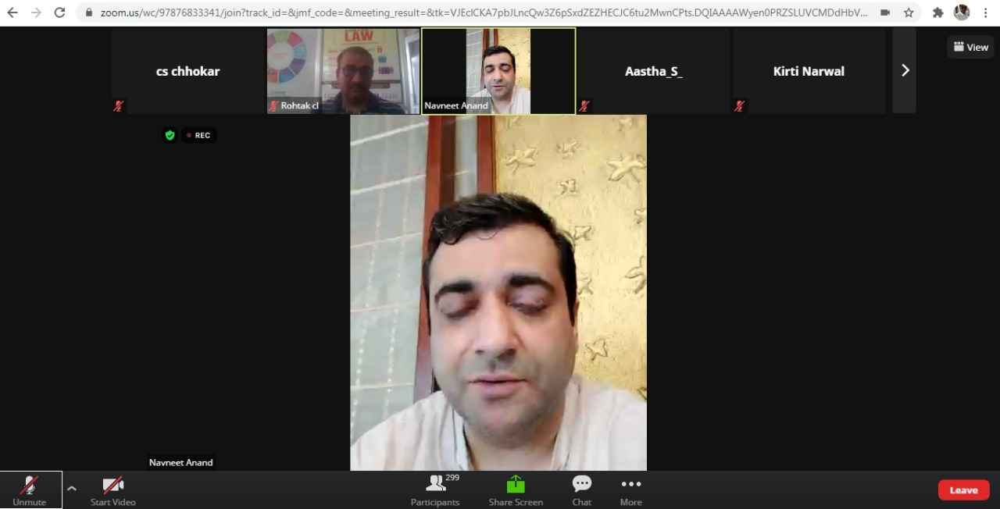 zoom.us/wc/97876833341/join?track_id=&jmf_code=&meeting_result=&tk=VJEcICKA7pbJLncQw3Z6pSxdZEZHECJC6tu2MwnCPts.DQIAAAAWyen0PRZSLUVCMDdHbV...
cs chhokar
LAW
Rohtak cl
Navneet Anand
Aastha_S_
Kirti Narwal
View
REC
Navneet Anand
Unmute
Start Video
299
Participants
Share Screen
Chat
More
Leave